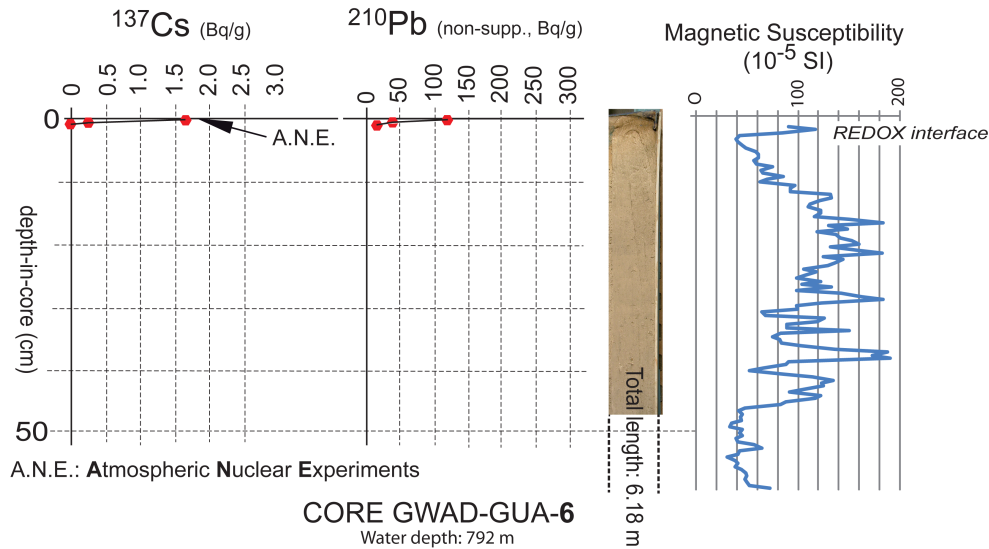 137Cs (Bq/g)
210Pb (non-supp., Bq/g)
Magnetic Susceptibility
(10-5 SI)
0 0.5 1.0 1.5 2.0 2.5 3.0
0 50 100 150 200 250 300
0 100 200
0
A.N.E.
REDOX interface
depth-in-core (cm)
50
Total length: 6.18 m
A.N.E.: Atmospheric Nuclear Experiments
CORE GWAD-GUA-6
Water depth: 792 m